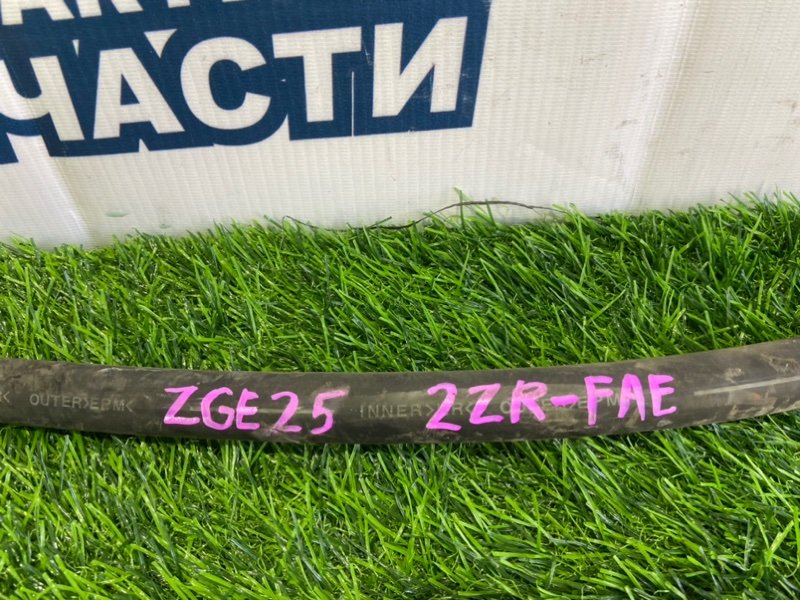 ЧАСТИ
OUTER>EPM< ZGE25 INNER> 2ZR-FAE